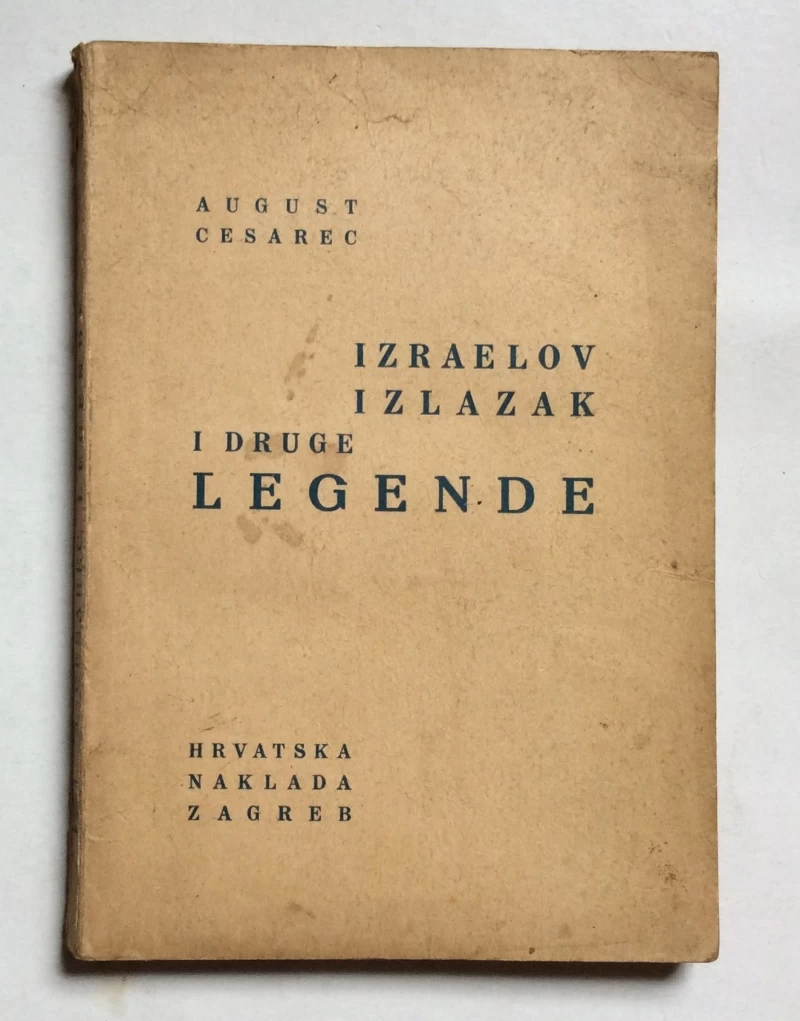 AUGUST
CESAREC
IZRAELOV
IZLAZAK
I DRUGE
LEGENDE
HRVATSKA
NAKLADA
ZAGREB